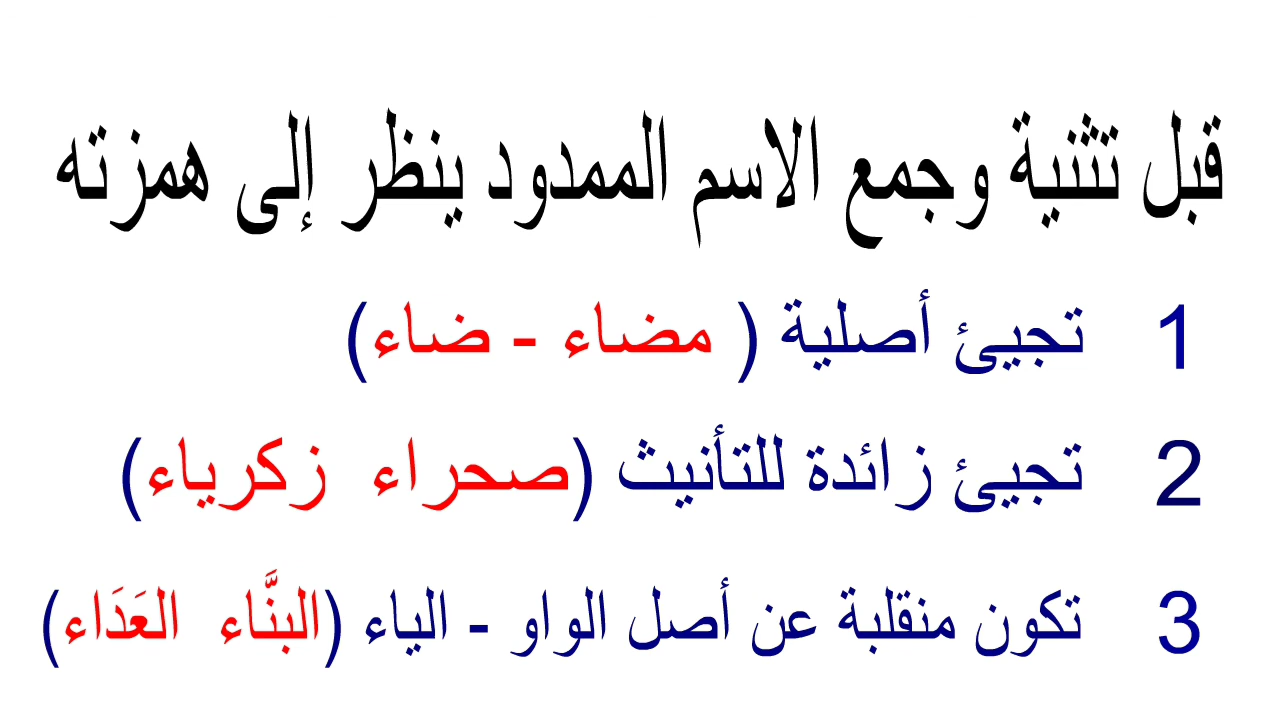 قبل تثنية وجمع الاسم الممدود ينظر إلى همزته
1 تجيئ أصلية ( مضاء - ضاء)
2 تجيئ زائدة للتأنيث (صحراء زكرياء)
3 تكون منقلبة عن أصل الواو - الياء (البنَّاء العَدَاء)